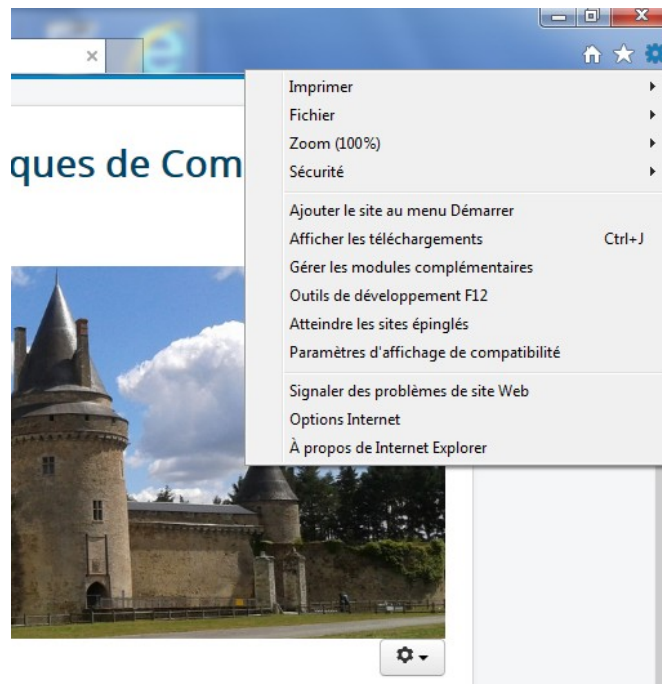 ques de Com
Imprimer
Fichier
Zoom (100%)
Sécurité
Ajouter le site au menu Démarrer
Afficher les téléchargements Ctrl+J
Gérer les modules complémentaires
Outils de développement F12
Atteindre les sites épinglés
Paramètres d'affichage de compatibilité
Signaler des problèmes de site Web
Options Internet
À propos de Internet Explorer